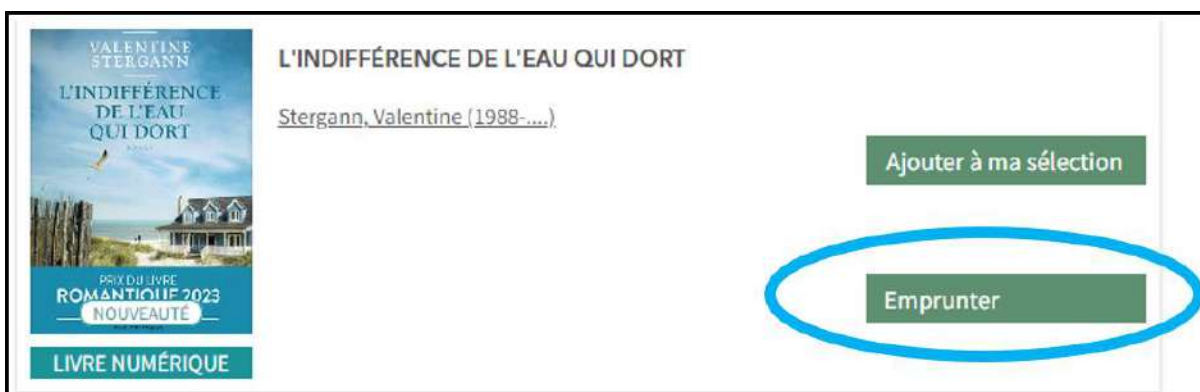 VALENTINE
STERGANN
L'INDIFFÉRENCE
DE L'EAU
QUI DORT
PRIX DU LIVRE
ROMANTIQUE 2023
NOUVEAUTÉ
LIVRE NUMÉRIQUE
L'INDIFFÉRENCE DE L'EAU QUI DORT
Stergann, Valentine (1988-....)
Ajouter à ma sélection
Emprunter